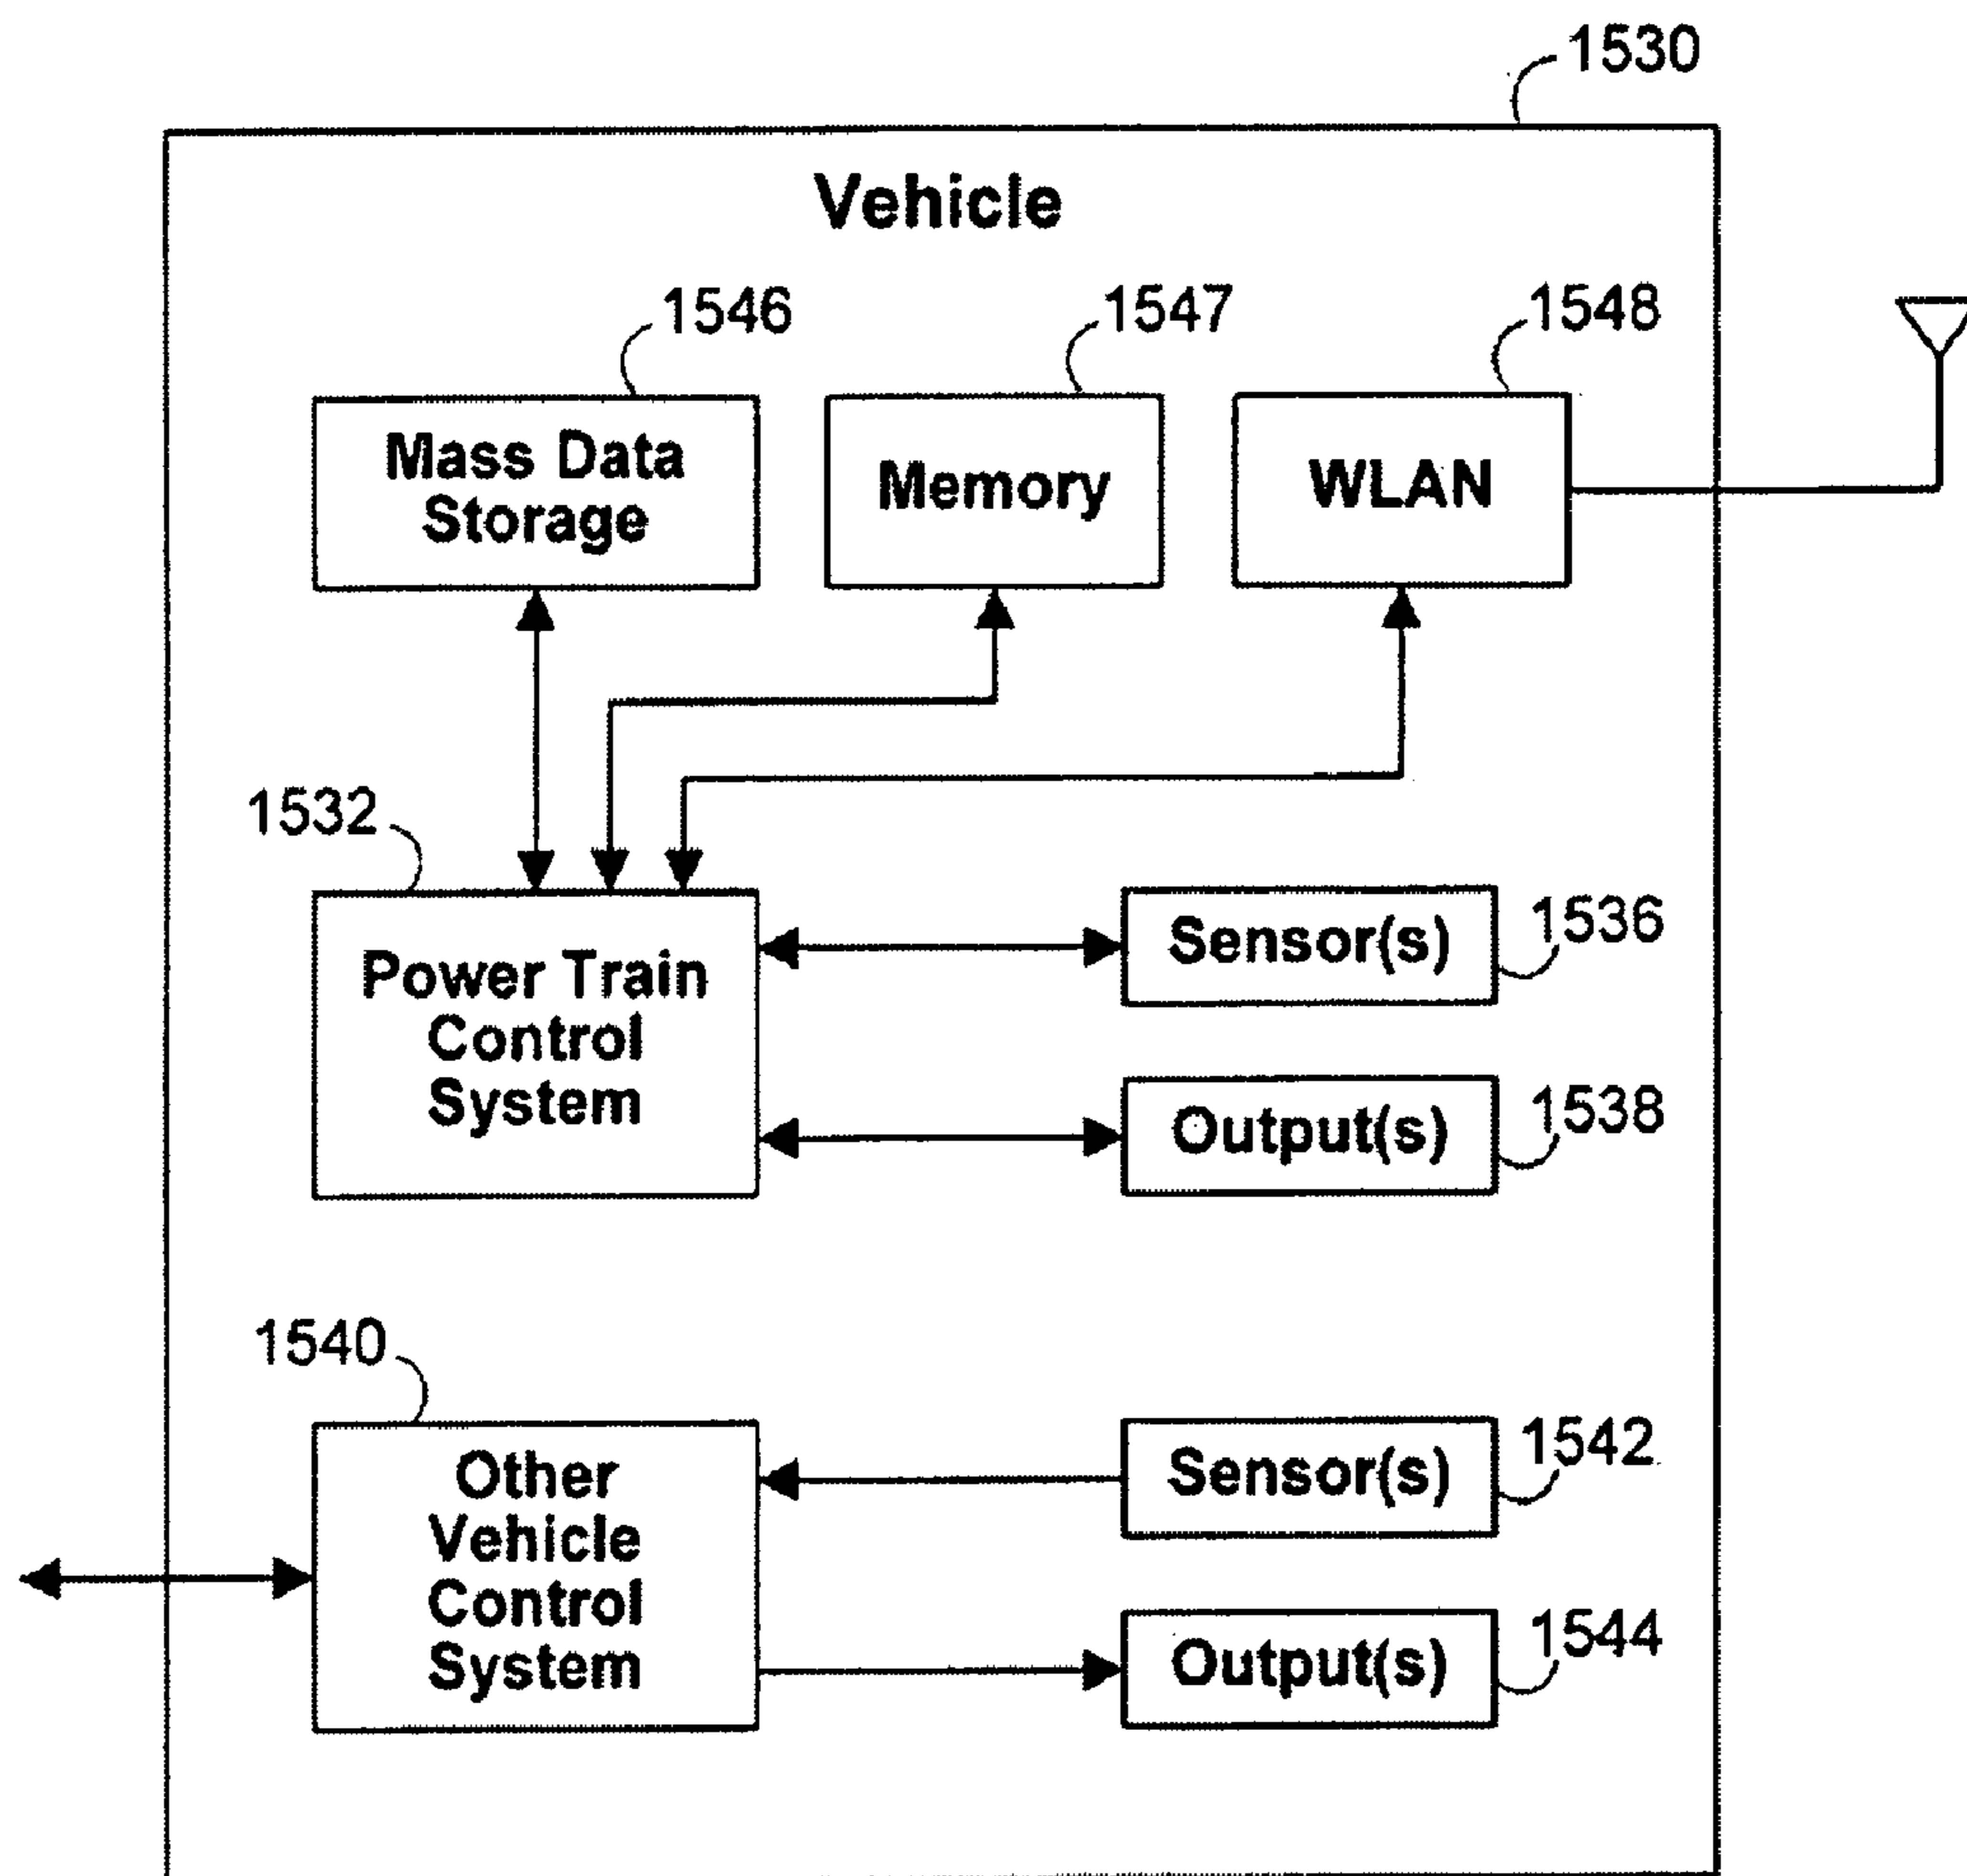 1530
Vehicle
1546
1547
1548
Mass Data
Storage
Memory
WLAN
1532
Power Train
Control
System
Sensor(s)
1536
Output(s)
1538
1540
Other
Vehicle
Control
System
Sensor(s)
1542
Output(s)
1544